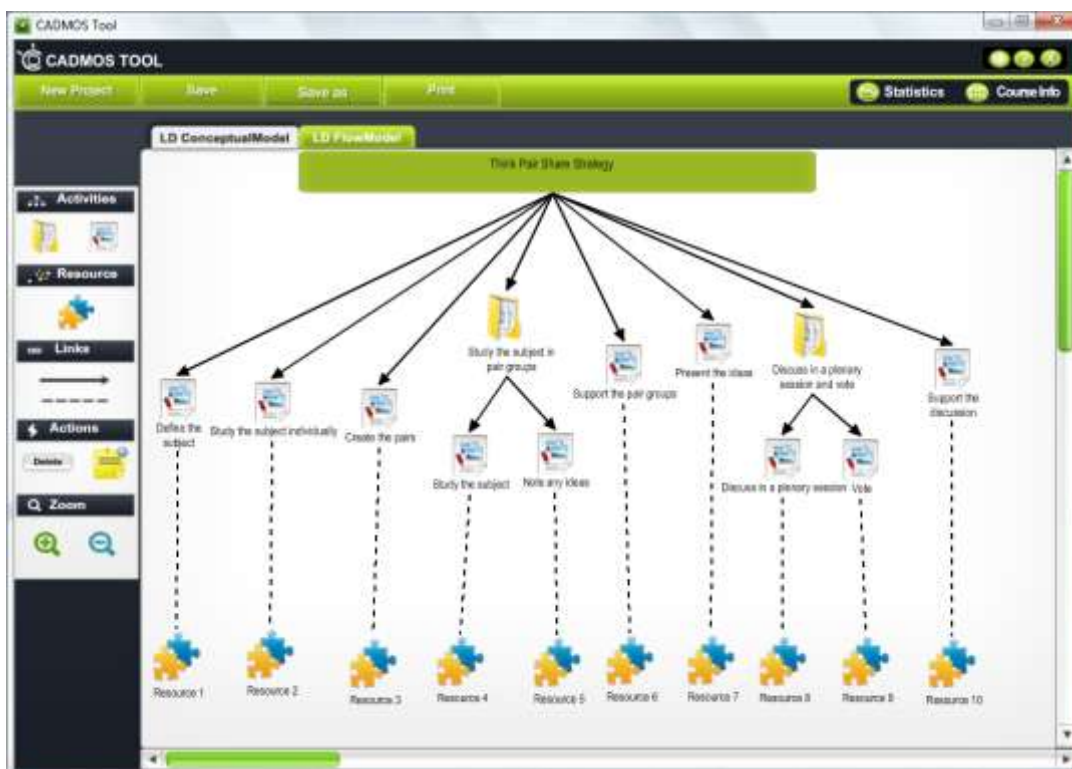 CADMOS Tool
CADMOS TOOL
New Project
Save
Save as
Print
Statistics
Course Info
LD ConceptualModel
LD FlowModel
Think Pair Share Strategy
Activities
Resource
Links
Actions
Delete
Zoom
Study the subject in
pair groups
Support the pair groups
Present the ideas
Discuss in a plenary
session and vote
Support the
discussion
Define the
subject
Study the subject individually
Create the pairs
Study the subject
Note any ideas
Discuss in a plenary session
Vote
Resource 1
Resource 2
Resource 3
Resource 4
Resource 5
Resource 6
Resource 7
Resource 8
Resource 9
Resource 10